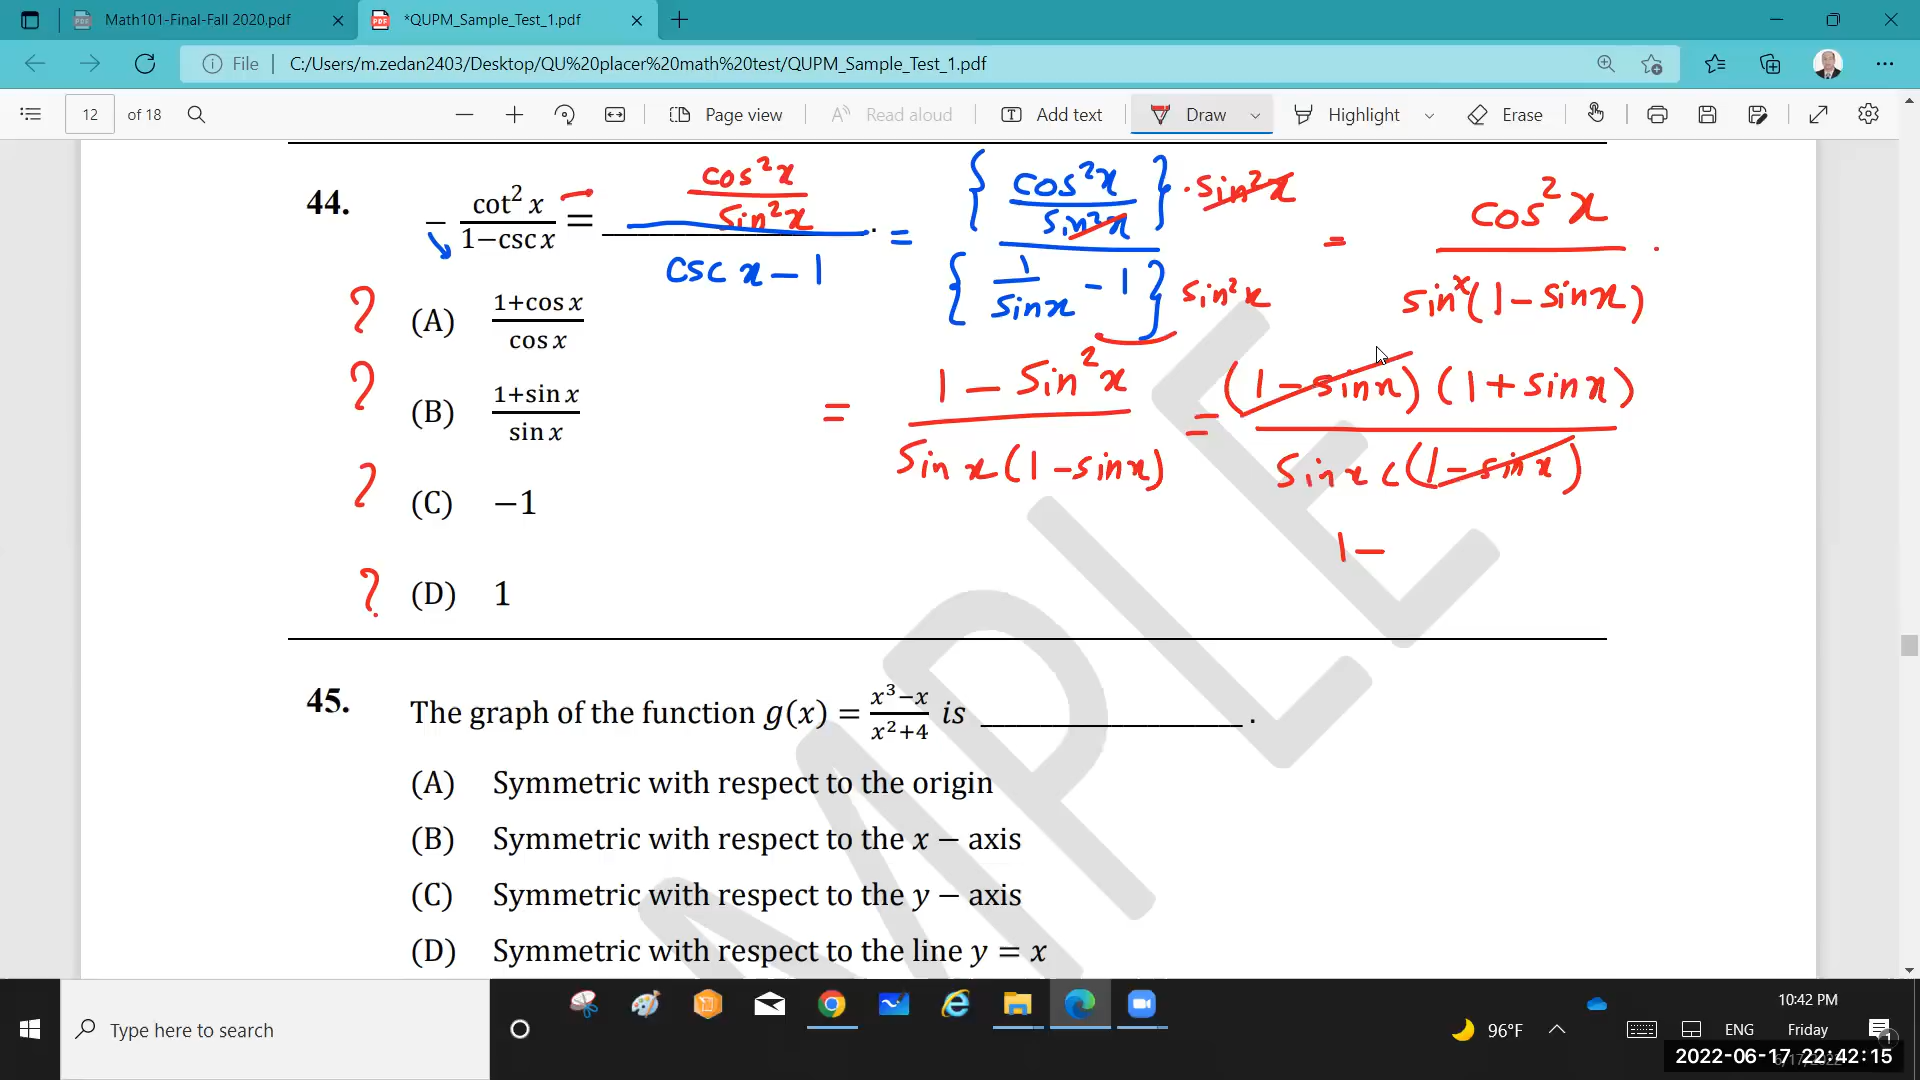 Math101-Final-Fall 2020.pdf
*QUPM_Sample_Test_1.pdf
File
C:/Users/m.zedan2403/Desktop/QU%20placer%20math%20test/QUPM_Sample_Test_1.pdf
12 of 18
Page view
Read aloud
Add text
Draw
Highlight
Erase
44. − cot² x / 1−csc x = ____ .
cos²x / sin²x / csc x − 1 = { cos²x / sin²x } · sin²x / { 1 / sin x − 1 } sin²x = cos²x / sin x (1 − sin x) .
= 1 − sin²x / sin x (1 − sin x) = (1 − sin x) (1 + sin x) / sin x ( (1 − sin x)
1 −
? (A) 1+cos x / cos x
? (B) 1+sin x / sin x
? (C) −1
? (D) 1
45. The graph of the function g(x) = x³−x / x²+4 is ____ .
(A) Symmetric with respect to the origin
(B) Symmetric with respect to the x − axis
(C) Symmetric with respect to the y − axis
(D) Symmetric with respect to the line y = x
MPLE
Type here to search
96°F
ENG
10:42 PM
Friday
1
2022-06-17 22:42:15